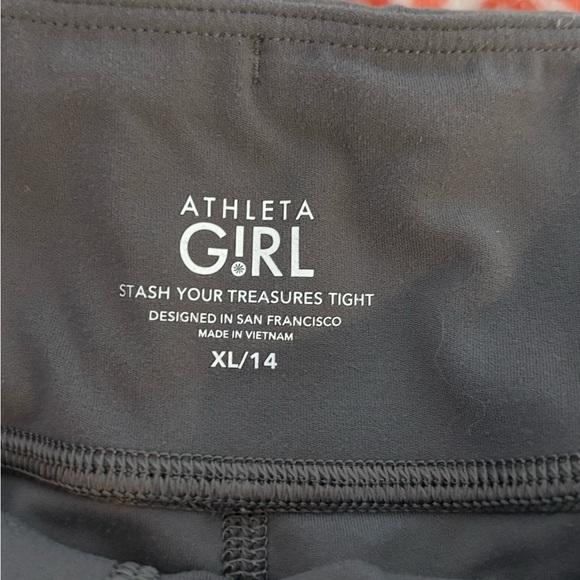 ATHLETA
G!RL
STASH YOUR TREASURES TIGHT
DESIGNED IN SAN FRANCISCO
MADE IN VIETNAM
XL/14